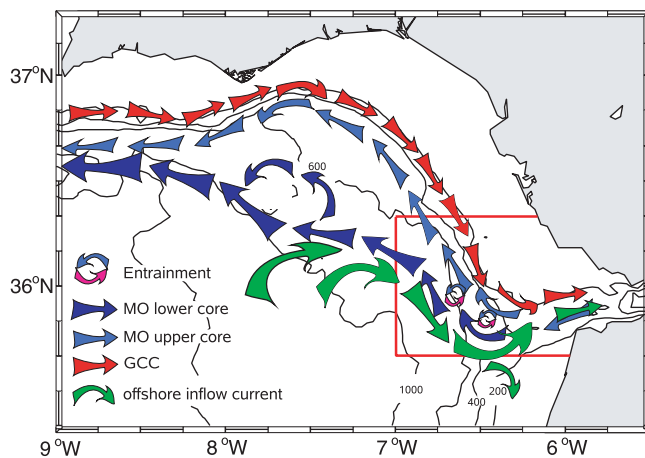 37°N
600
36°N
Entrainment
MO lower core
MO upper core
GCC
offshore inflow current
1000
400
200
9°W
8°W
7°W
6°W